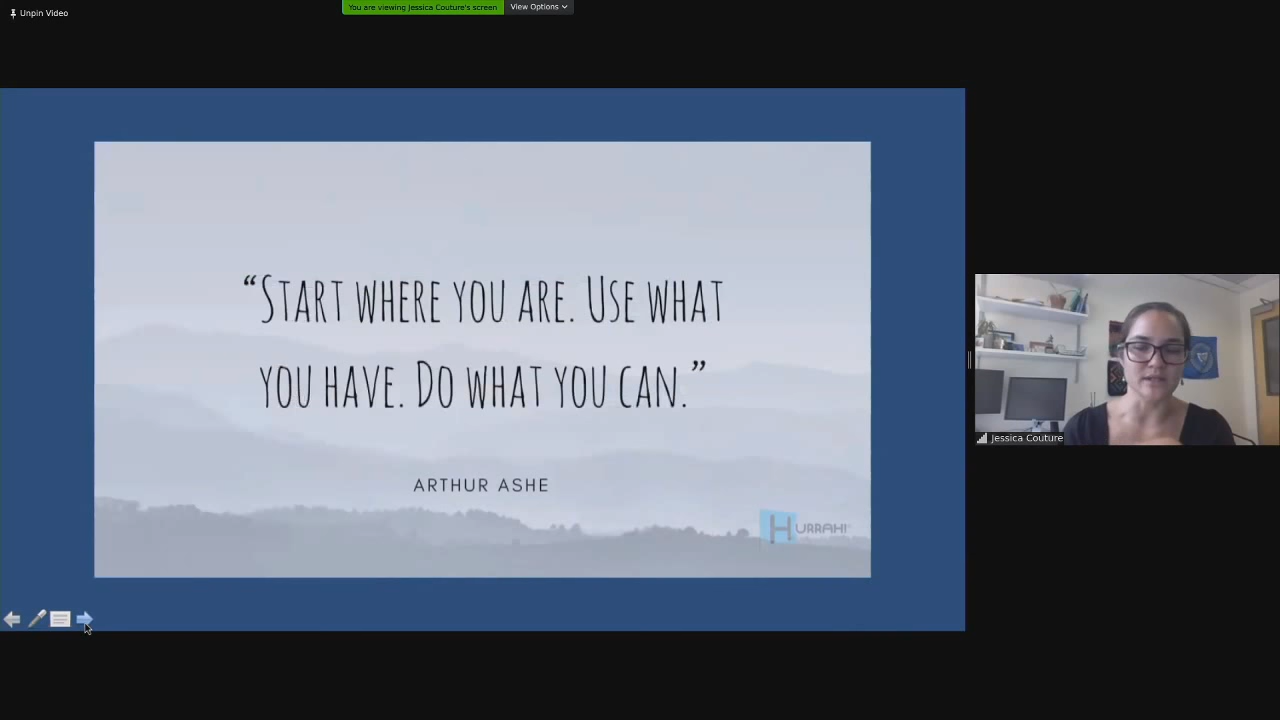 Unpin Video
You are viewing Jessica Couture's screen
View Options
“START WHERE YOU ARE. USE WHAT
YOU HAVE. DO WHAT YOU CAN.”
ARTHUR ASHE
HURRAH!
Jessica Couture